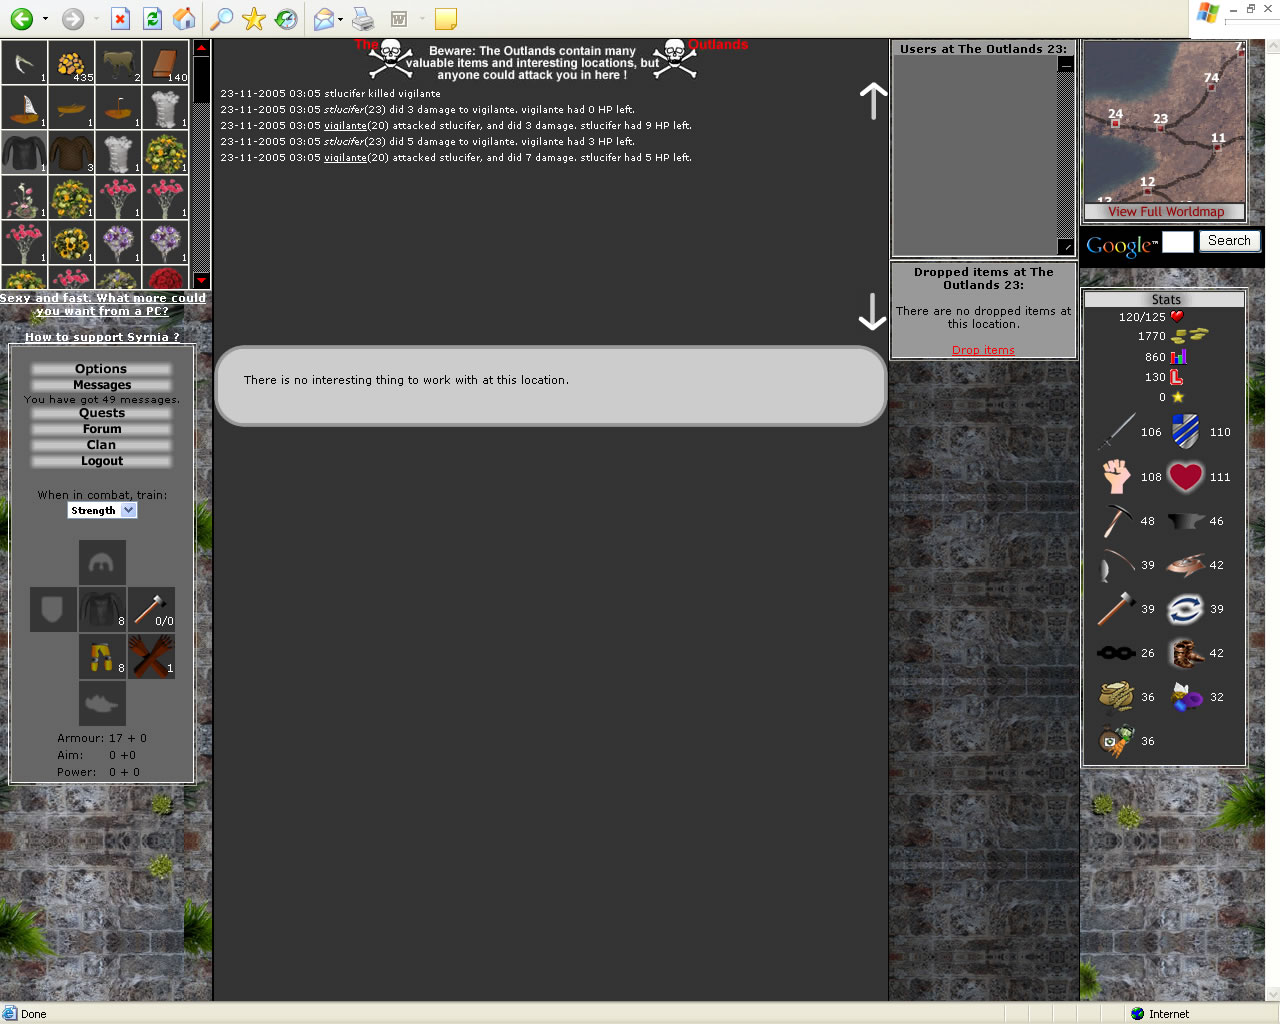 1
435
2
140
1
1
1
1
1
3
1
1
1
1
1
1
1
1
1
1
Sexy and fast. What more could
you want from a PC?
How to support Syrnia ?
Options
Messages
You have got 49 messages.
Quests
Forum
Clan
Logout
When in combat, train:
Strength
8
0/0
8
1
Armour: 17 + 0
Aim: 0 +0
Power: 0 + 0
The Outlands
Beware: The Outlands contain many
valuable items and interesting locations, but
anyone could attack you in here !
23-11-2005 03:05 stlucifer killed vigilante
23-11-2005 03:05 stlucifer(23) did 3 damage to vigilante. vigilante had 0 HP left.
23-11-2005 03:05 vigilante(20) attacked stlucifer, and did 3 damage. stlucifer had 9 HP left.
23-11-2005 03:05 stlucifer(23) did 5 damage to vigilante. vigilante had 3 HP left.
23-11-2005 03:05 vigilante(20) attacked stlucifer, and did 7 damage. stlucifer had 5 HP left.
There is no interesting thing to work with at this location.
Users at The Outlands 23:
Dropped items at The
Outlands 23:
There are no dropped items at
this location.
Drop items
74
24
23
11
12
View Full Worldmap
Google™
Search
Stats
120/125
1770
860
130
0
106 110
108 111
48 46
39 42
39 39
26 42
36 32
36
Done
Internet